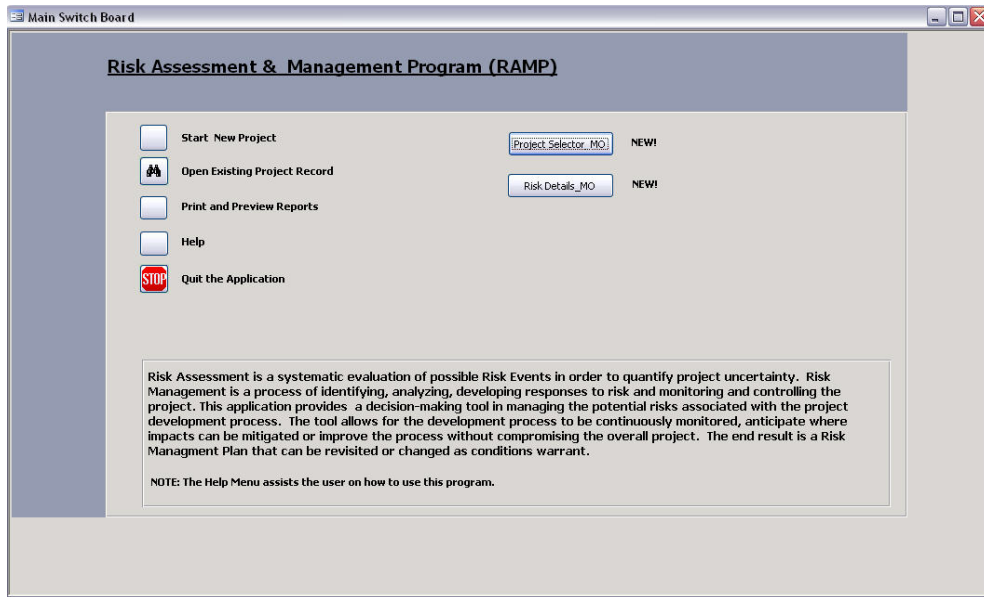 Main Switch Board
Risk Assessment & Management Program (RAMP)
Start New Project
Project Selector_MO
NEW!
Open Existing Project Record
Risk Details_MO
NEW!
Print and Preview Reports
Help
STOP
Quit the Application
Risk Assessment is a systematic evaluation of possible Risk Events in order to quantify project uncertainty. Risk
Management is a process of identifying, analyzing, developing responses to risk and monitoring and controlling the
project. This application provides a decision-making tool in managing the potential risks associated with the project
development process. The tool allows for the development process to be continuously monitored, anticipate where
impacts can be mitigated or improve the process without compromising the overall project. The end result is a Risk
Managment Plan that can be revisited or changed as conditions warrant.
NOTE: The Help Menu assists the user on how to use this program.